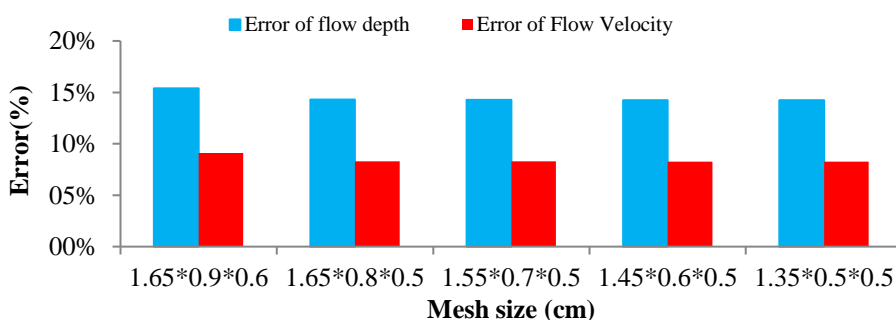 Error of flow depth Error of Flow Velocity
20%
15%
10%
05%
00%
Error(%)
1.65*0.9*0.6 1.65*0.8*0.5 1.55*0.7*0.5 1.45*0.6*0.5 1.35*0.5*0.5
Mesh size (cm)